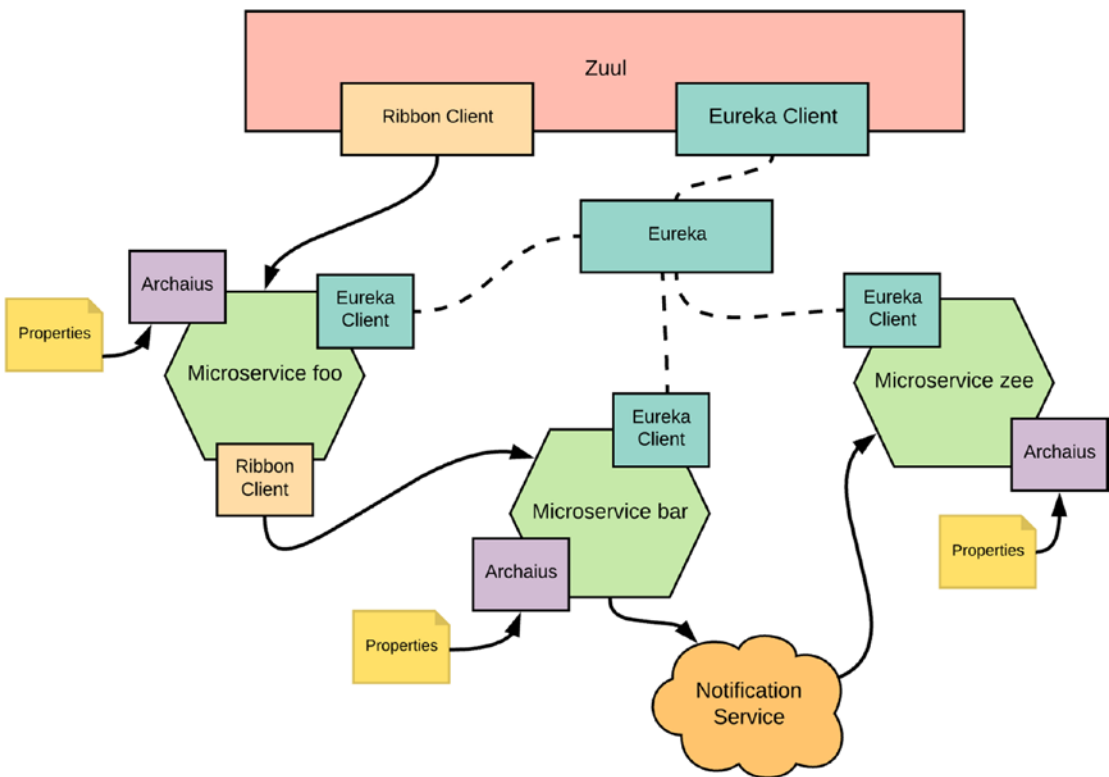 Zuul
Ribbon Client
Eureka Client
Eureka
Archaius
Eureka
Client
Properties
Microservice foo
Ribbon
Client
Eureka
Client
Microservice zee
Archaius
Properties
Eureka
Client
Microservice bar
Archaius
Properties
Notification
Service